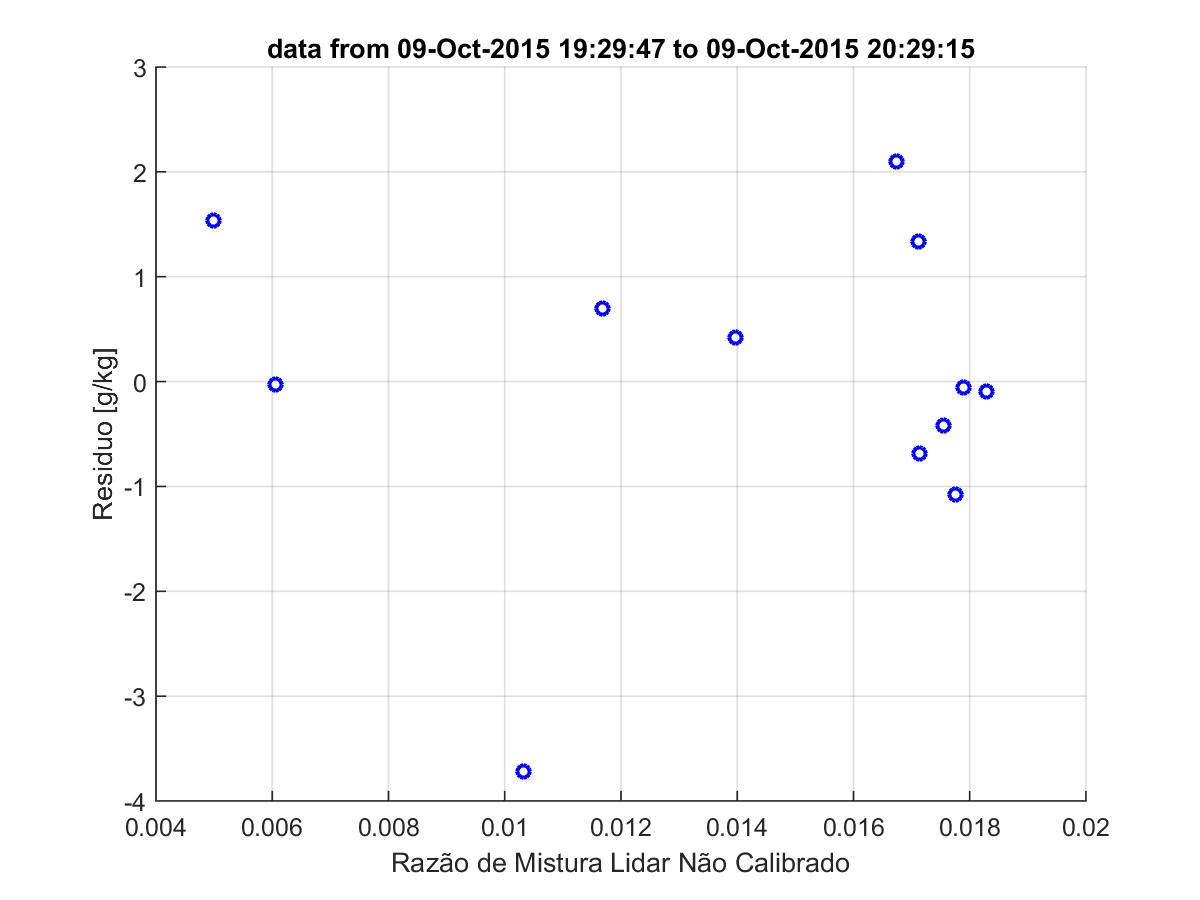 data from 09-Oct-2015 19:29:47 to 09-Oct-2015 20:29:15
3
2
1
0
-1
-2
-3
-4
Residuo [g/kg]
0.004 0.006 0.008 0.01 0.012 0.014 0.016 0.018 0.02
Razão de Mistura Lidar Não Calibrado